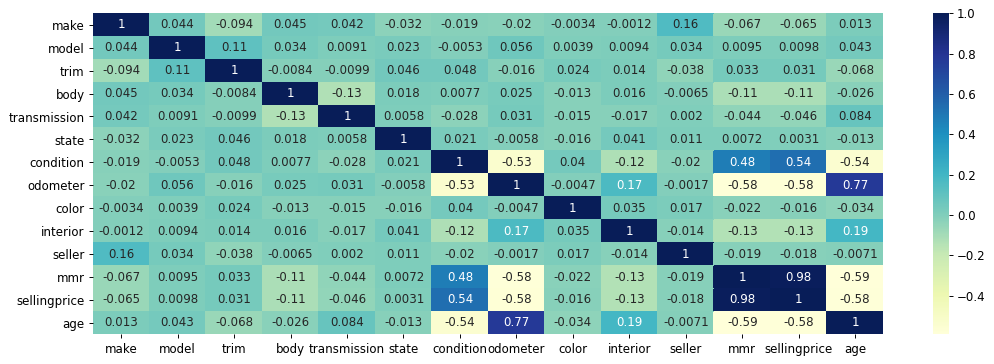 make 1 0.044 -0.094 0.045 0.042 -0.032 -0.019 -0.02 -0.0034 -0.0012 0.16 -0.067 -0.065 0.013
model 0.044 1 0.11 0.034 0.0091 0.023 -0.0053 0.056 0.0039 0.0094 0.034 0.0095 0.0098 0.043
trim -0.094 0.11 1 -0.0084 -0.0099 0.046 0.048 -0.016 0.024 0.014 -0.038 0.033 0.031 -0.068
body 0.045 0.034 -0.0084 1 -0.13 0.018 0.0077 0.025 -0.013 0.016 -0.0065 -0.11 -0.11 -0.026
transmission 0.042 0.0091 -0.0099 -0.13 1 0.0058 -0.028 0.031 -0.015 -0.017 0.002 -0.044 -0.046 0.084
state -0.032 0.023 0.046 0.018 0.0058 1 0.021 -0.0058 -0.016 0.041 0.011 0.0072 0.0031 -0.013
condition -0.019 -0.0053 0.048 0.0077 -0.028 0.021 1 -0.53 0.04 -0.12 -0.02 0.48 0.54 -0.54
odometer -0.02 0.056 -0.016 0.025 0.031 -0.0058 -0.53 1 -0.0047 0.17 -0.0017 -0.58 -0.58 0.77
color -0.0034 0.0039 0.024 -0.013 -0.015 -0.016 0.04 -0.0047 1 0.035 0.017 -0.022 -0.016 -0.034
interior -0.0012 0.0094 0.014 0.016 -0.017 0.041 -0.12 0.17 0.035 1 -0.014 -0.13 -0.13 0.19
seller 0.16 0.034 -0.038 -0.0065 0.002 0.011 -0.02 -0.0017 0.017 -0.014 1 -0.019 -0.018 -0.0071
mmr -0.067 0.0095 0.033 -0.11 -0.044 0.0072 0.48 -0.58 -0.022 -0.13 -0.019 1 0.98 -0.59
sellingprice -0.065 0.0098 0.031 -0.11 -0.046 0.0031 0.54 -0.58 -0.016 -0.13 -0.018 0.98 1 -0.58
age 0.013 0.043 -0.068 -0.026 0.084 -0.013 -0.54 0.77 -0.034 0.19 -0.0071 -0.59 -0.58 1
make model trim body transmission state condition odometer color interior seller mmr sellingprice age
1.0
0.8
0.6
0.4
0.2
0.0
−0.2
−0.4